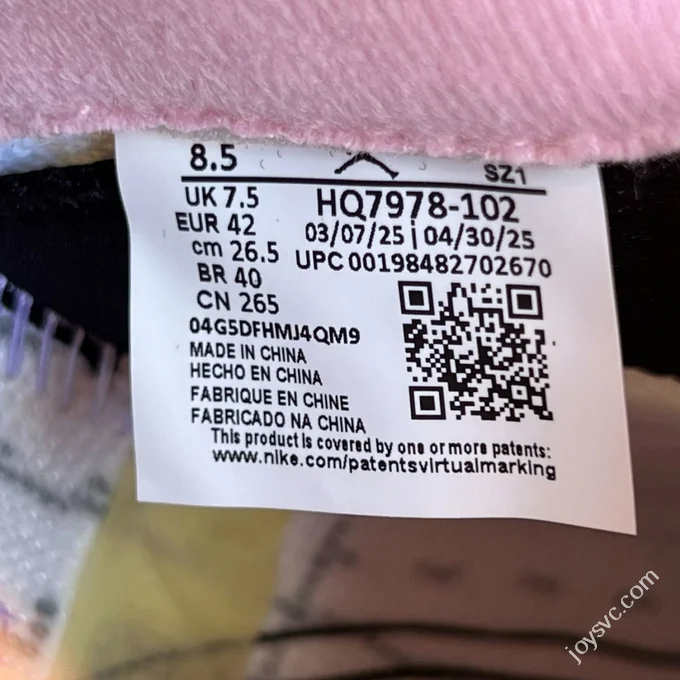 8.5
SZ1
UK 7.5
HQ7978-102
EUR 42
03/07/25 | 04/30/25
cm 26.5
UPC 00198482702670
BR 40
CN 265
04G5DFHMJ4QM9
MADE IN CHINA
HECHO EN CHINA
FABRIQUE EN CHINE
FABRICADO NA CHINA
This product is covered by one or more patents:
www.nike.com/patentsvirtualmarking
joysvc.com